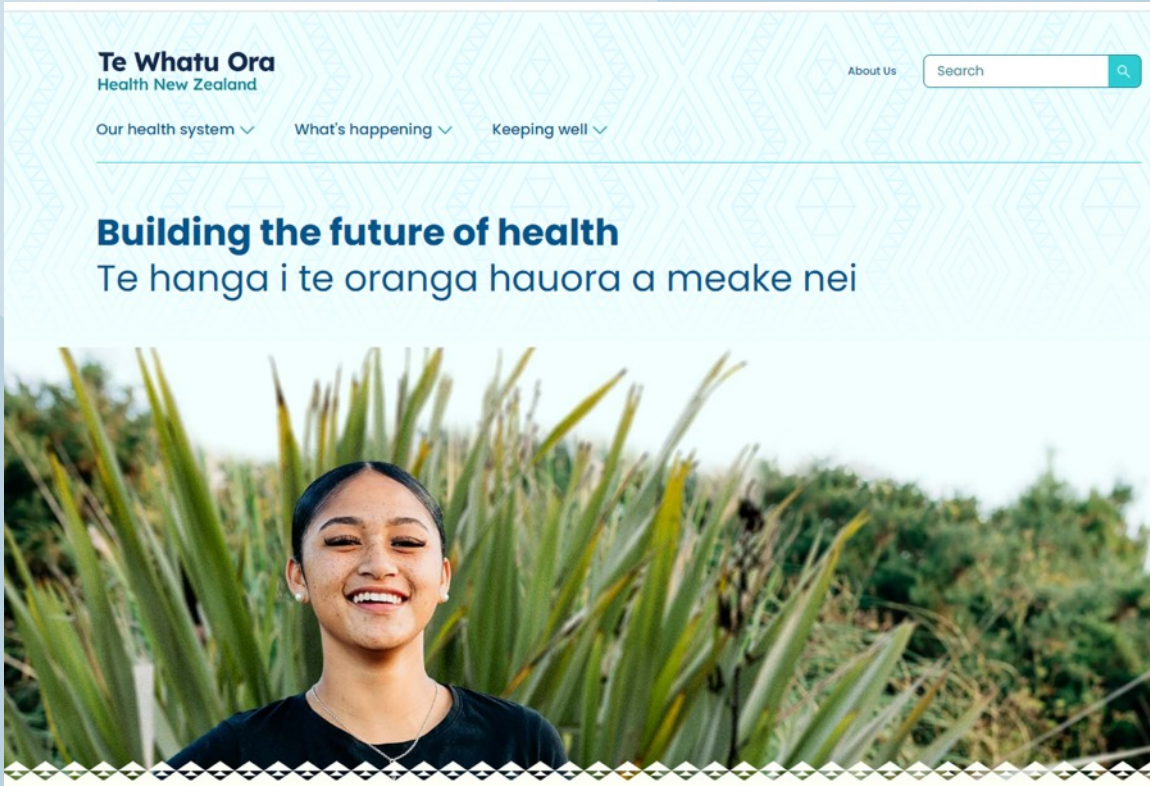 Te Whatu Ora
Health New Zealand
About Us
Search
Our health system
What's happening
Keeping well
Building the future of health
Te hanga i te oranga hauora a meake nei